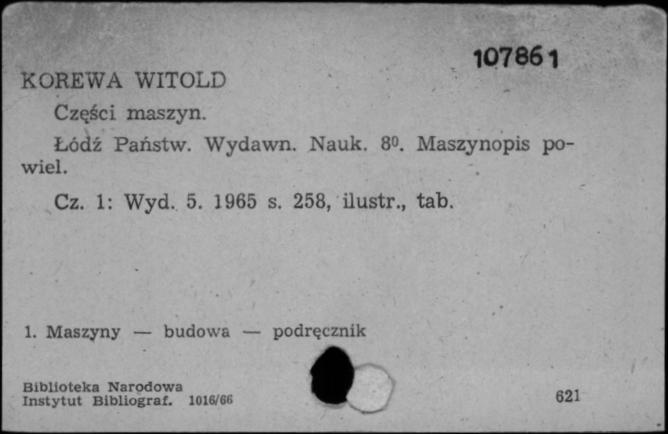 107861
KOREWA WITOLD
Części maszyn.
Łódź Państw. Wydawn. Nauk. 8⁰. Maszynopis po-
wiel.
Cz. 1: Wyd. 5. 1965 s. 258, ilustr., tab.
1. Maszyny — budowa — podręcznik
Biblioteka Narodowa
Instytut Bibliograf. 1016/66
621